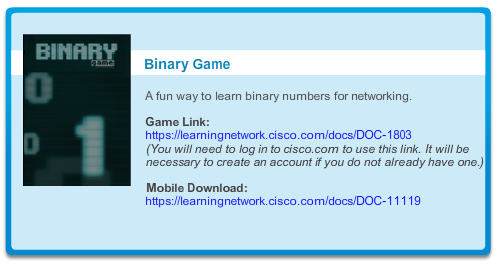 BINARY
game
0
1
0
Binary Game
A fun way to learn binary numbers for networking.
Game Link:
https://learningnetwork.cisco.com/docs/DOC-1803
(You will need to log in to cisco.com to use this link. It will be
necessary to create an account if you do not already have one.)
Mobile Download:
https://learningnetwork.cisco.com/docs/DOC-11119